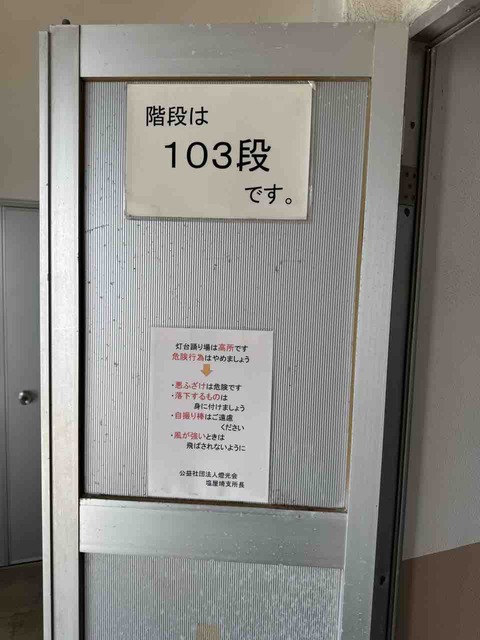 階段は
103段
です。
灯台踊り場は高所です
危険行為はやめましょう
・悪ふざけは危険です
・落下するものは
身に付けましょう
・自撮り棒はご遠慮
ください
・風が強いときは
飛ばされないように
公益社団法人燈光会
塩屋埼支所長